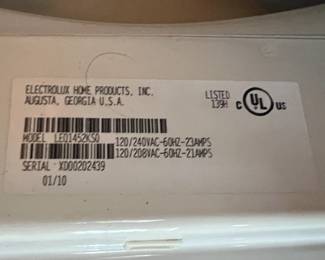 ELECTROLUX HOME PRODUCTS, INC.
AUGUSTA, GEORGIA U.S.A.
LISTED
139H
C UL US
MODEL LEQ1452KS0
120/240VAC-60HZ-23AMPS
120/208VAC-60HZ-21AMPS
SERIAL XD00202439
01/10